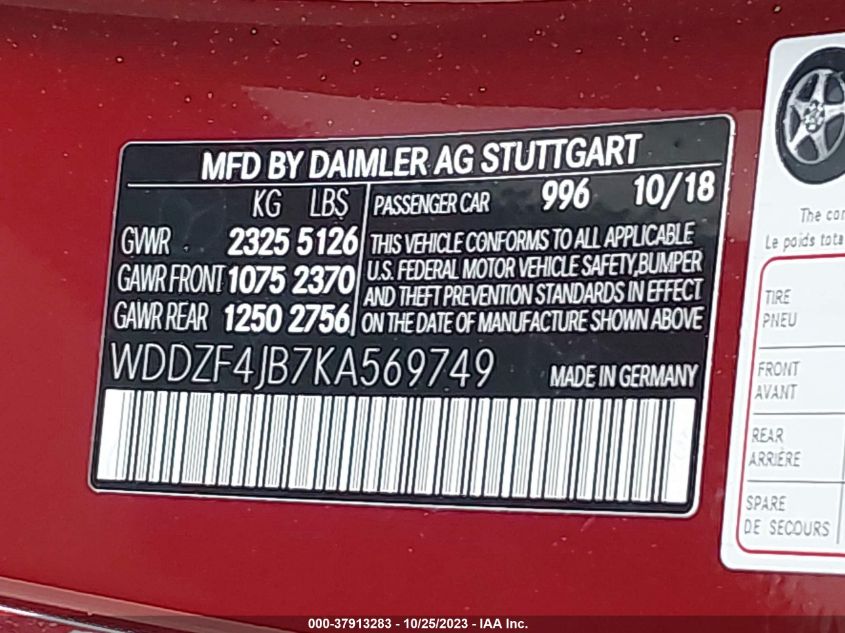 MFD BY DAIMLER AG STUTTGART
KG LBS
GVWR 2325 5126
GAWR FRONT 1075 2370
GAWR REAR 1250 2756
PASSENGER CAR 996 10/18
THIS VEHICLE CONFORMS TO ALL APPLICABLE
U.S. FEDERAL MOTOR VEHICLE SAFETY,BUMPER
AND THEFT PREVENTION STANDARDS IN EFFECT
ON THE DATE OF MANUFACTURE SHOWN ABOVE
WDDZF4JB7KA569749
MADE IN GERMANY
The com
Le poids tota
TIRE
PNEU
FRONT
AVANT
REAR
ARRIÈRE
SPARE
DE SECOURS
000-37913283 - 10/25/2023 - IAA Inc.